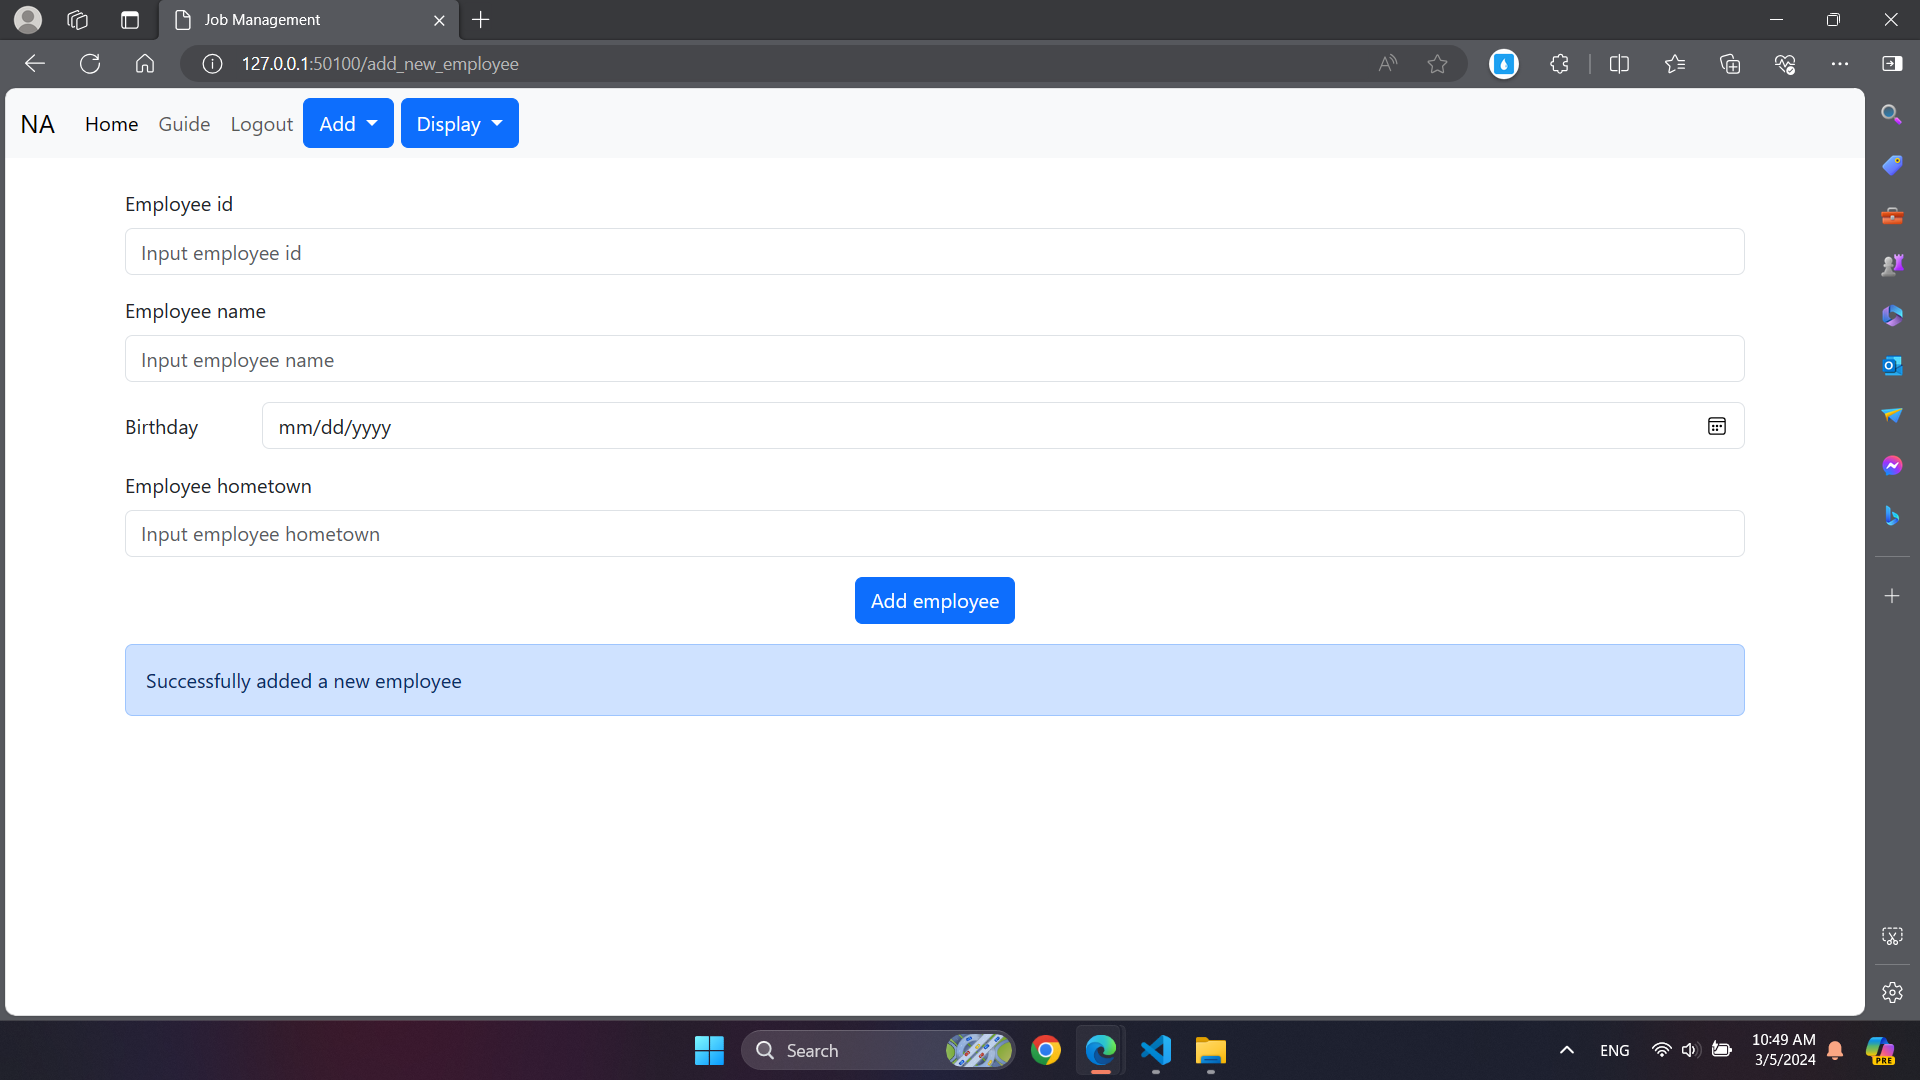 Job Management
127.0.0.1:50100/add_new_employee
NA Home Guide Logout Add Display
Employee id
Input employee id
Employee name
Input employee name
Birthday mm/dd/yyyy
Employee hometown
Input employee hometown
Add employee
Successfully added a new employee
Search
ENG
10:49 AM
3/5/2024
PRE